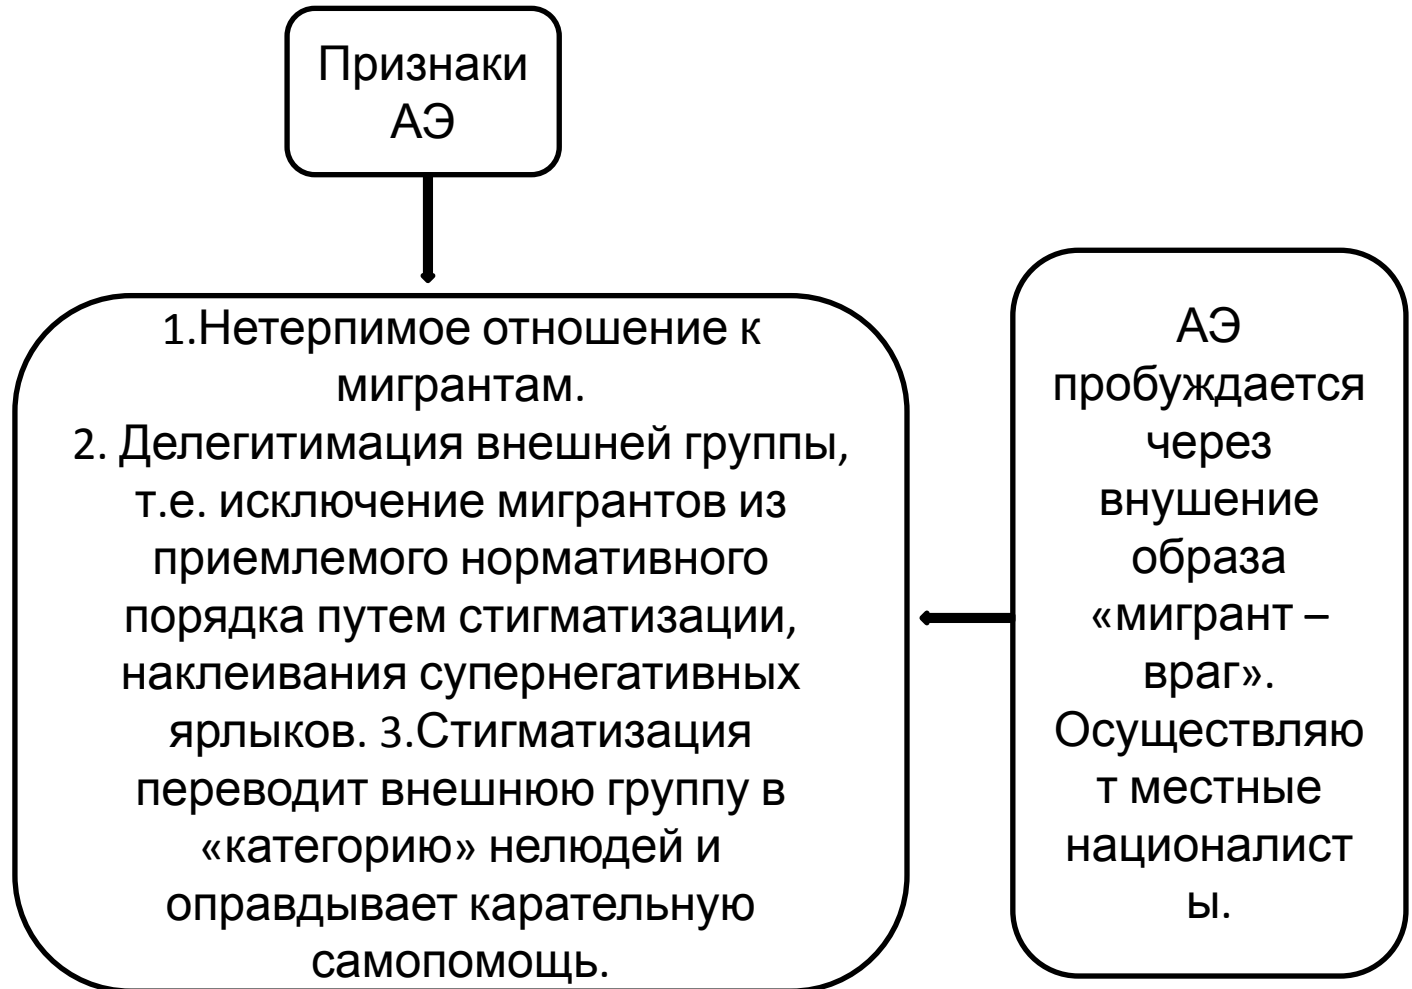 Признаки
АЭ
1.Нетерпимое отношение к
мигрантам.
2. Делегитимация внешней группы,
т.е. исключение мигрантов из
приемлемого нормативного
порядка путем стигматизации,
наклеивания супернегативных
ярлыков. 3.Стигматизация
переводит внешнюю группу в
«категорию» нелюдей и
оправдывает карательную
самопомощь.
АЭ
пробуждается
через
внушение
образа
«мигрант –
враг».
Осуществляю
т местные
националист
ы.